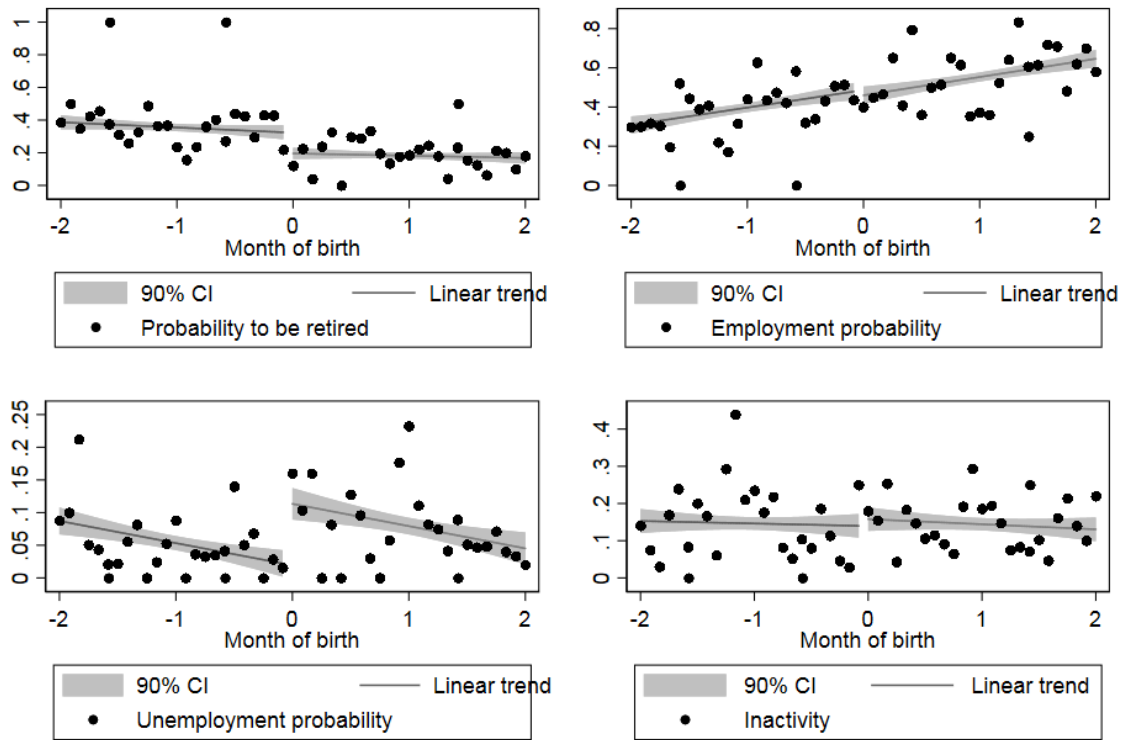 1
.8
.6
.4
.2
0
-2 -1 0 1 2
Month of birth
90% CI Linear trend
Probability to be retired
.8
.6
.4
.2
0
-2 -1 0 1 2
Month of birth
90% CI Linear trend
Employment probability
.25
.2
.15
.1
.05
0
-2 -1 0 1 2
Month of birth
90% CI Linear trend
Unemployment probability
.4
.3
.2
.1
0
-2 -1 0 1 2
Month of birth
90% CI Linear trend
Inactivity